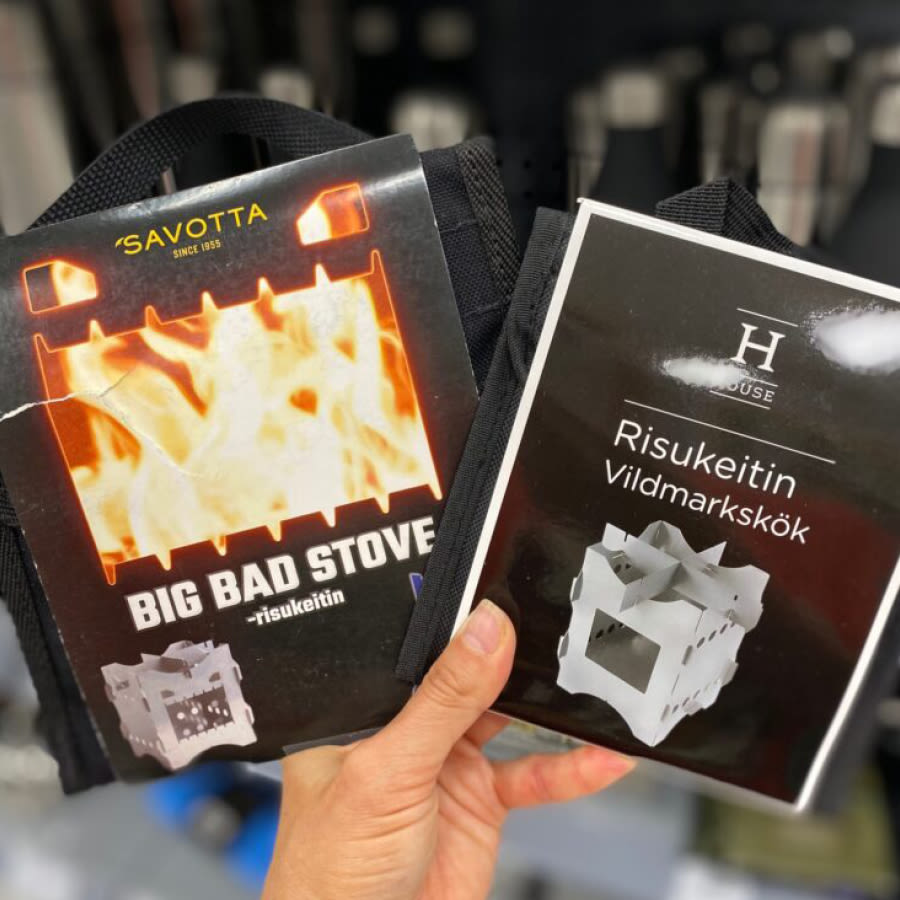 SAVOTTA
SINCE 1955
BIG BAD STOVE
-risukeitin
H
HOUSE
Risukeitin
Vildmarkskök